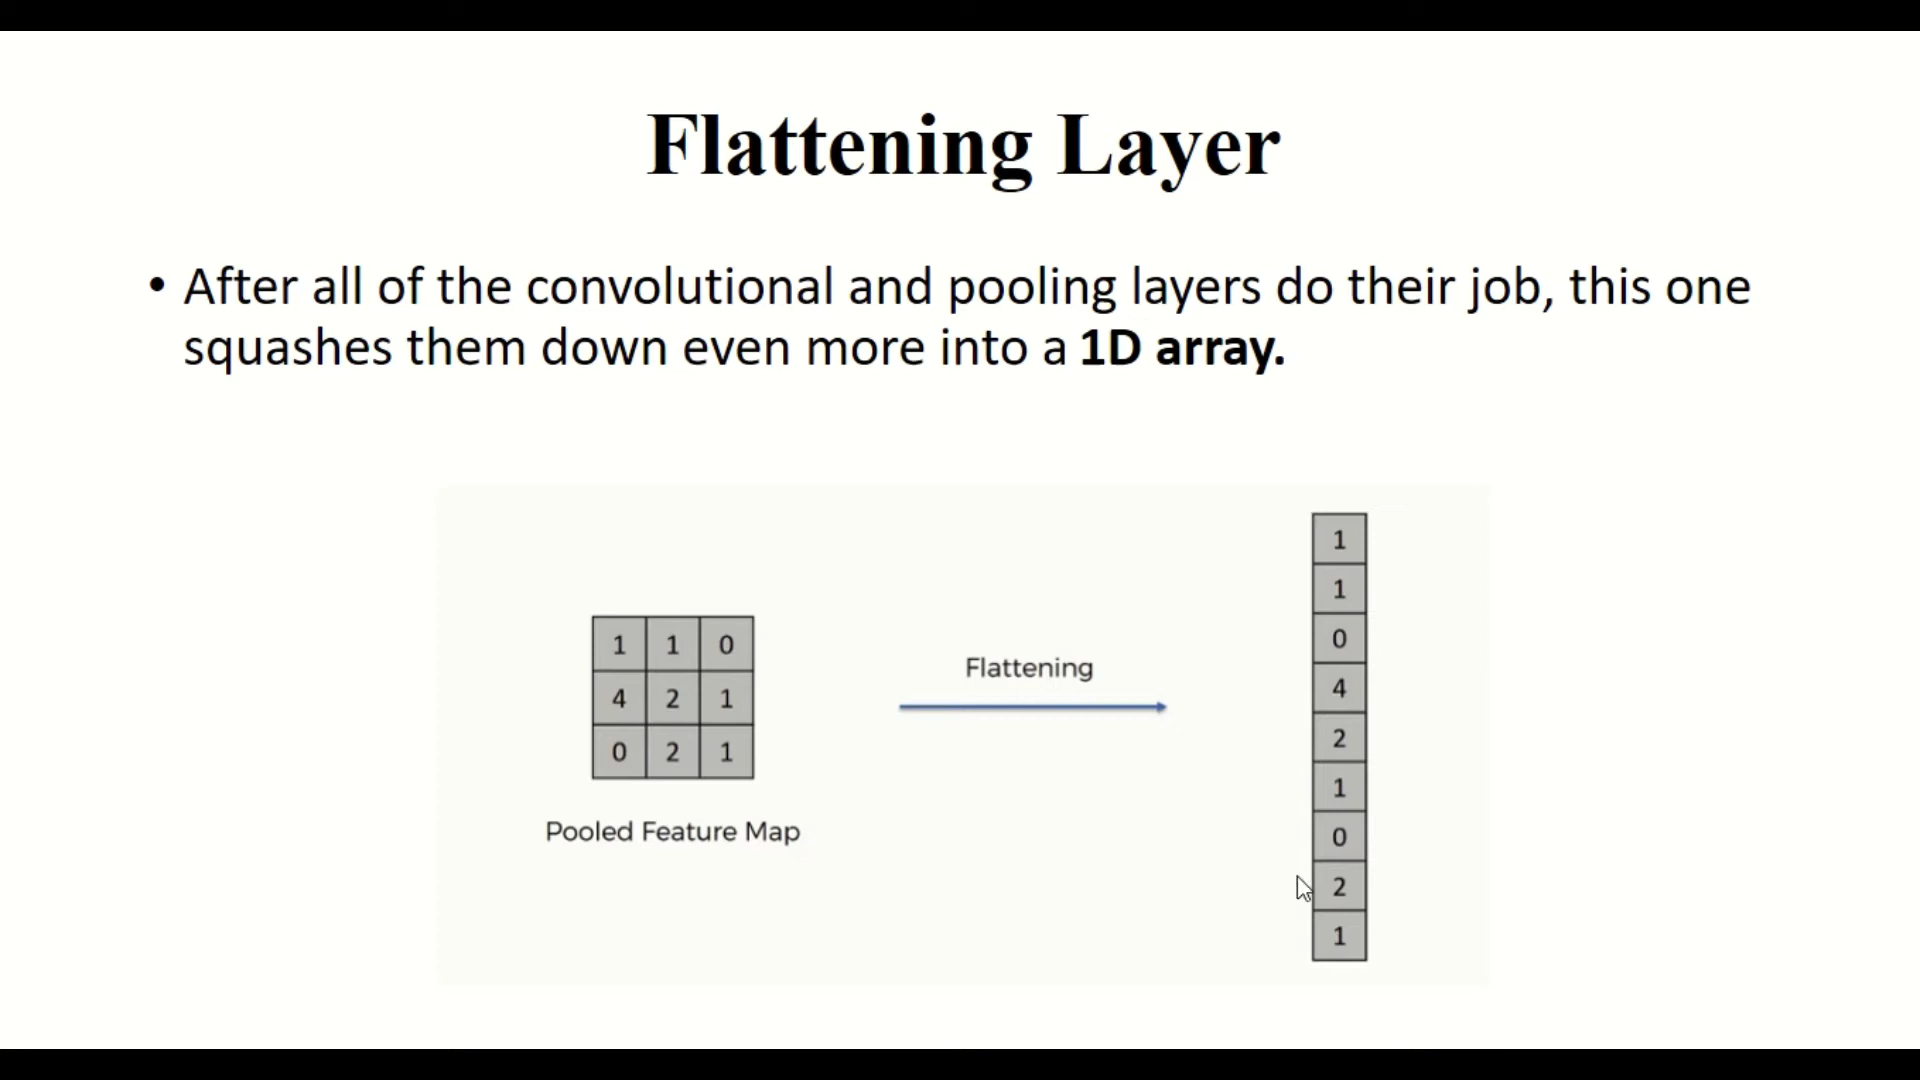 Flattening Layer
• After all of the convolutional and pooling layers do their job, this one
squashes them down even more into a 1D array.
1 1 0
4 2 1
0 2 1
Pooled Feature Map
Flattening
1
1
0
4
2
1
0
2
1